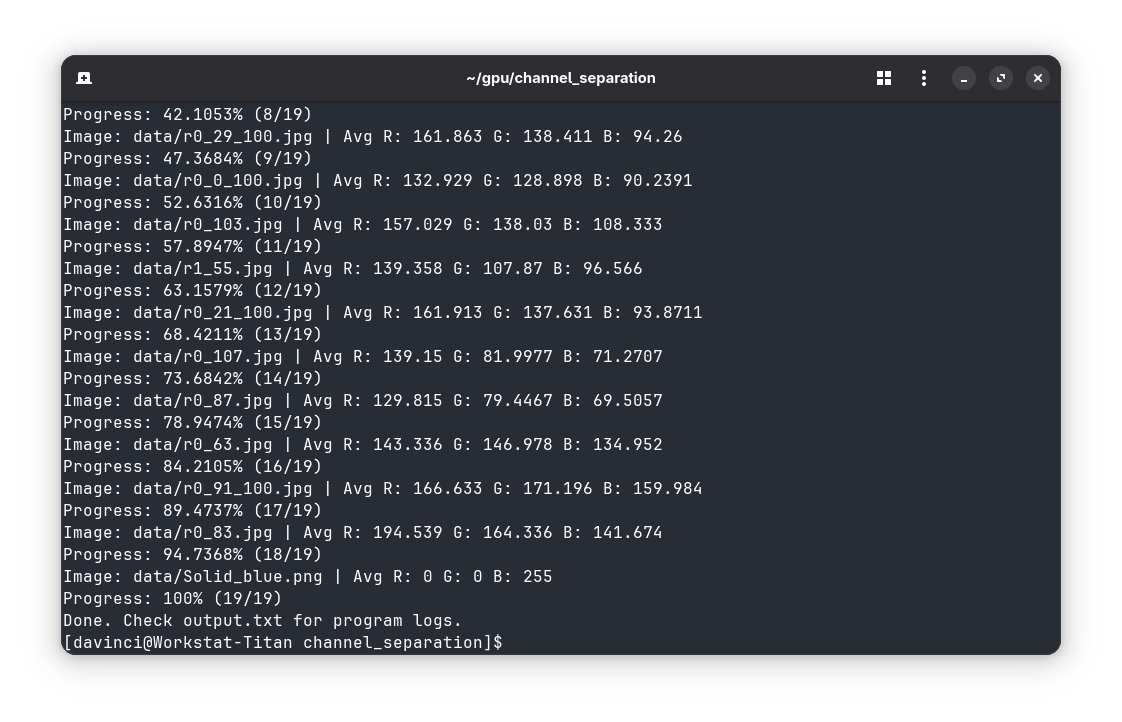 ~/gpu/channel_separation
Progress: 42.1053% (8/19)
Image: data/r0_29_100.jpg | Avg R: 161.863 G: 138.411 B: 94.26
Progress: 47.3684% (9/19)
Image: data/r0_0_100.jpg | Avg R: 132.929 G: 128.898 B: 90.2391
Progress: 52.6316% (10/19)
Image: data/r0_103.jpg | Avg R: 157.029 G: 138.03 B: 108.333
Progress: 57.8947% (11/19)
Image: data/r1_55.jpg | Avg R: 139.358 G: 107.87 B: 96.566
Progress: 63.1579% (12/19)
Image: data/r0_21_100.jpg | Avg R: 161.913 G: 137.631 B: 93.8711
Progress: 68.4211% (13/19)
Image: data/r0_107.jpg | Avg R: 139.15 G: 81.9977 B: 71.2707
Progress: 73.6842% (14/19)
Image: data/r0_87.jpg | Avg R: 129.815 G: 79.4467 B: 69.5057
Progress: 78.9474% (15/19)
Image: data/r0_63.jpg | Avg R: 143.336 G: 146.978 B: 134.952
Progress: 84.2105% (16/19)
Image: data/r0_91_100.jpg | Avg R: 166.633 G: 171.196 B: 159.984
Progress: 89.4737% (17/19)
Image: data/r0_83.jpg | Avg R: 194.539 G: 164.336 B: 141.674
Progress: 94.7368% (18/19)
Image: data/Solid_blue.png | Avg R: 0 G: 0 B: 255
Progress: 100% (19/19)
Done. Check output.txt for program logs.
[davinci@Workstat-Titan channel_separation]$